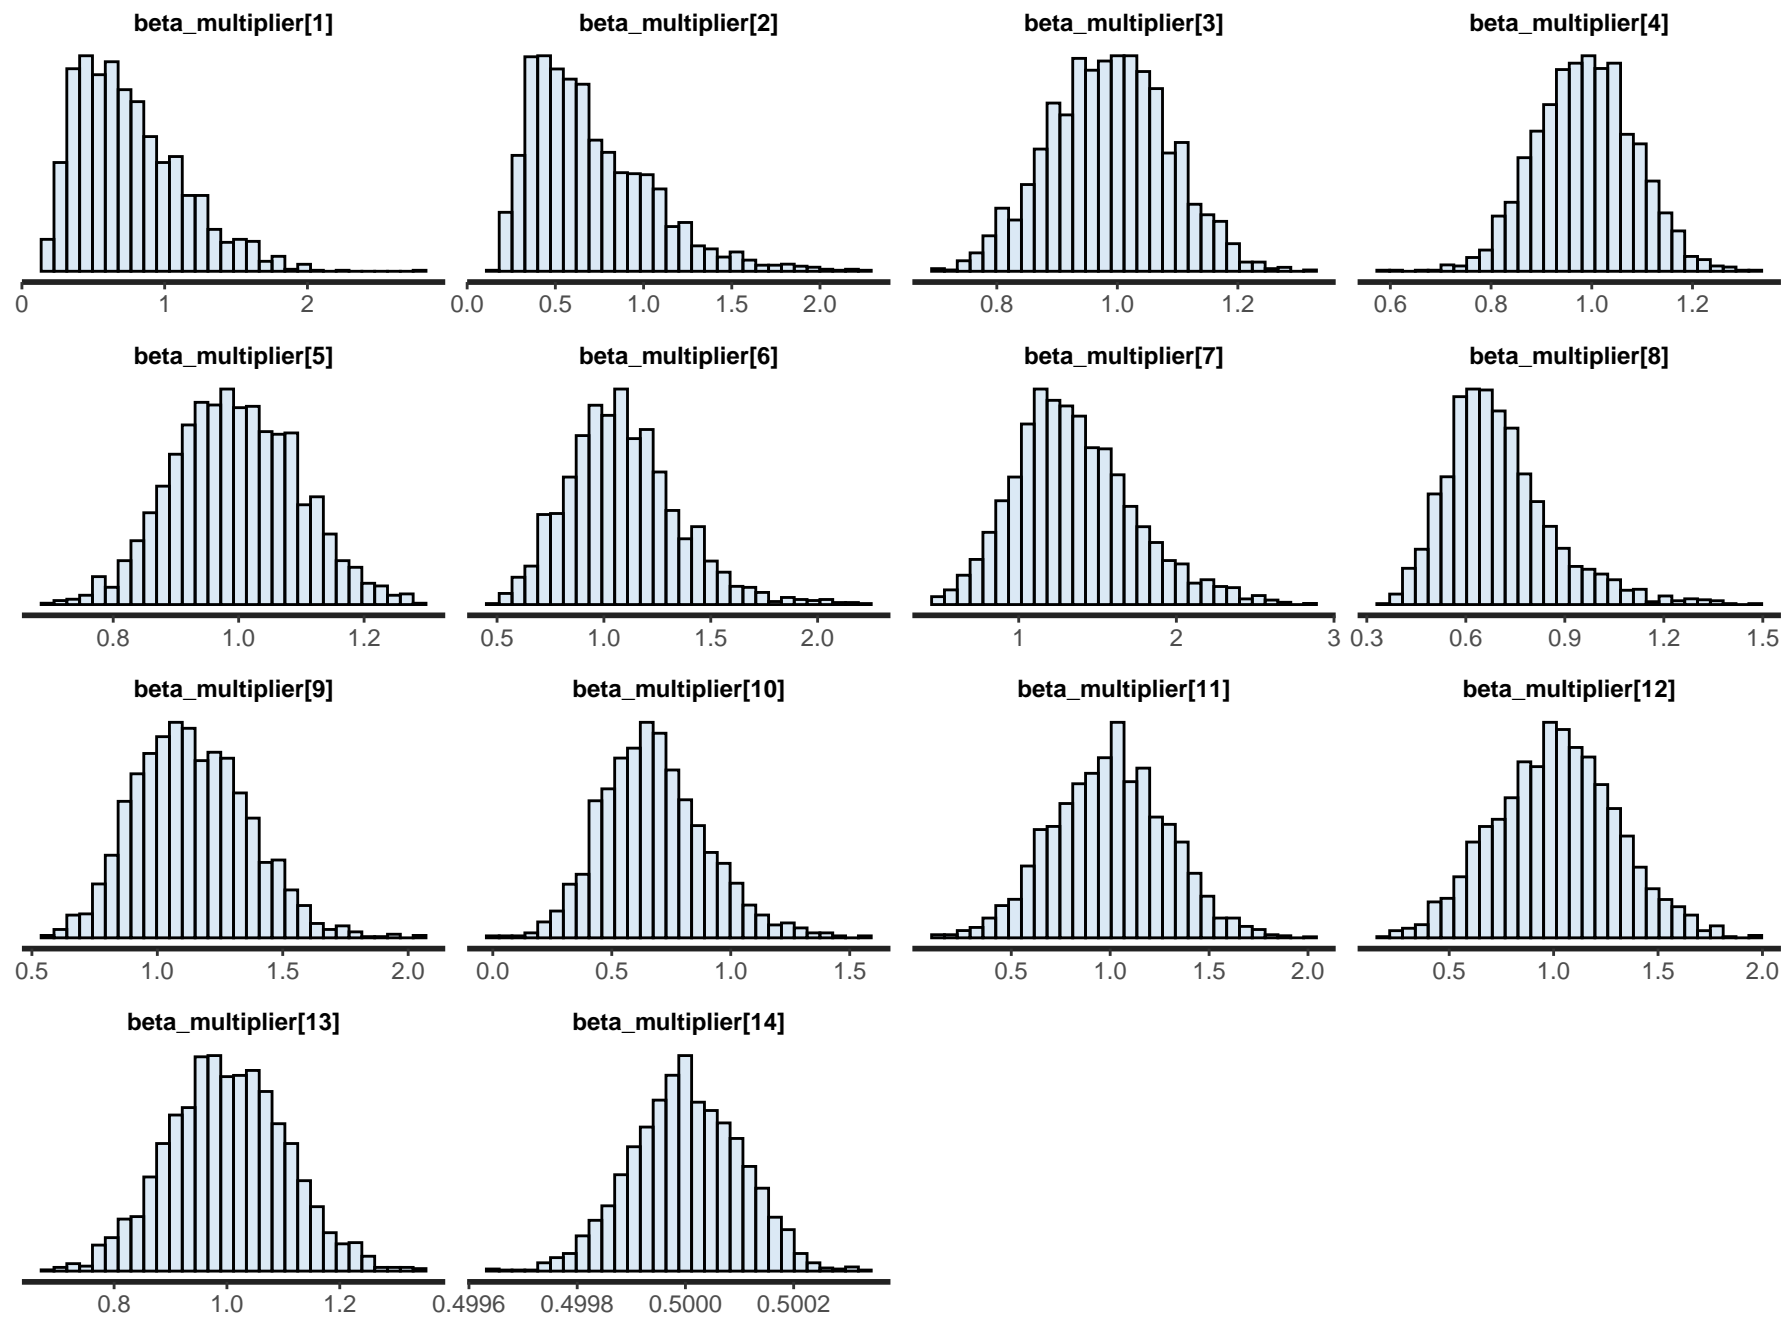 beta_multiplier[1] beta_multiplier[2] beta_multiplier[3] beta_multiplier[4]
0 1 2 0.0 0.5 1.0 1.5 2.0 0.8 1.0 1.2 0.6 0.8 1.0 1.2
beta_multiplier[5] beta_multiplier[6] beta_multiplier[7] beta_multiplier[8]
0.8 1.0 1.2 0.5 1.0 1.5 2.0 1 2 3 0.3 0.6 0.9 1.2 1.5
beta_multiplier[9] beta_multiplier[10] beta_multiplier[11] beta_multiplier[12]
0.5 1.0 1.5 2.0 0.0 0.5 1.0 1.5 0.5 1.0 1.5 2.0 0.5 1.0 1.5 2.0
beta_multiplier[13] beta_multiplier[14]
0.8 1.0 1.2 0.4996 0.4998 0.5000 0.5002